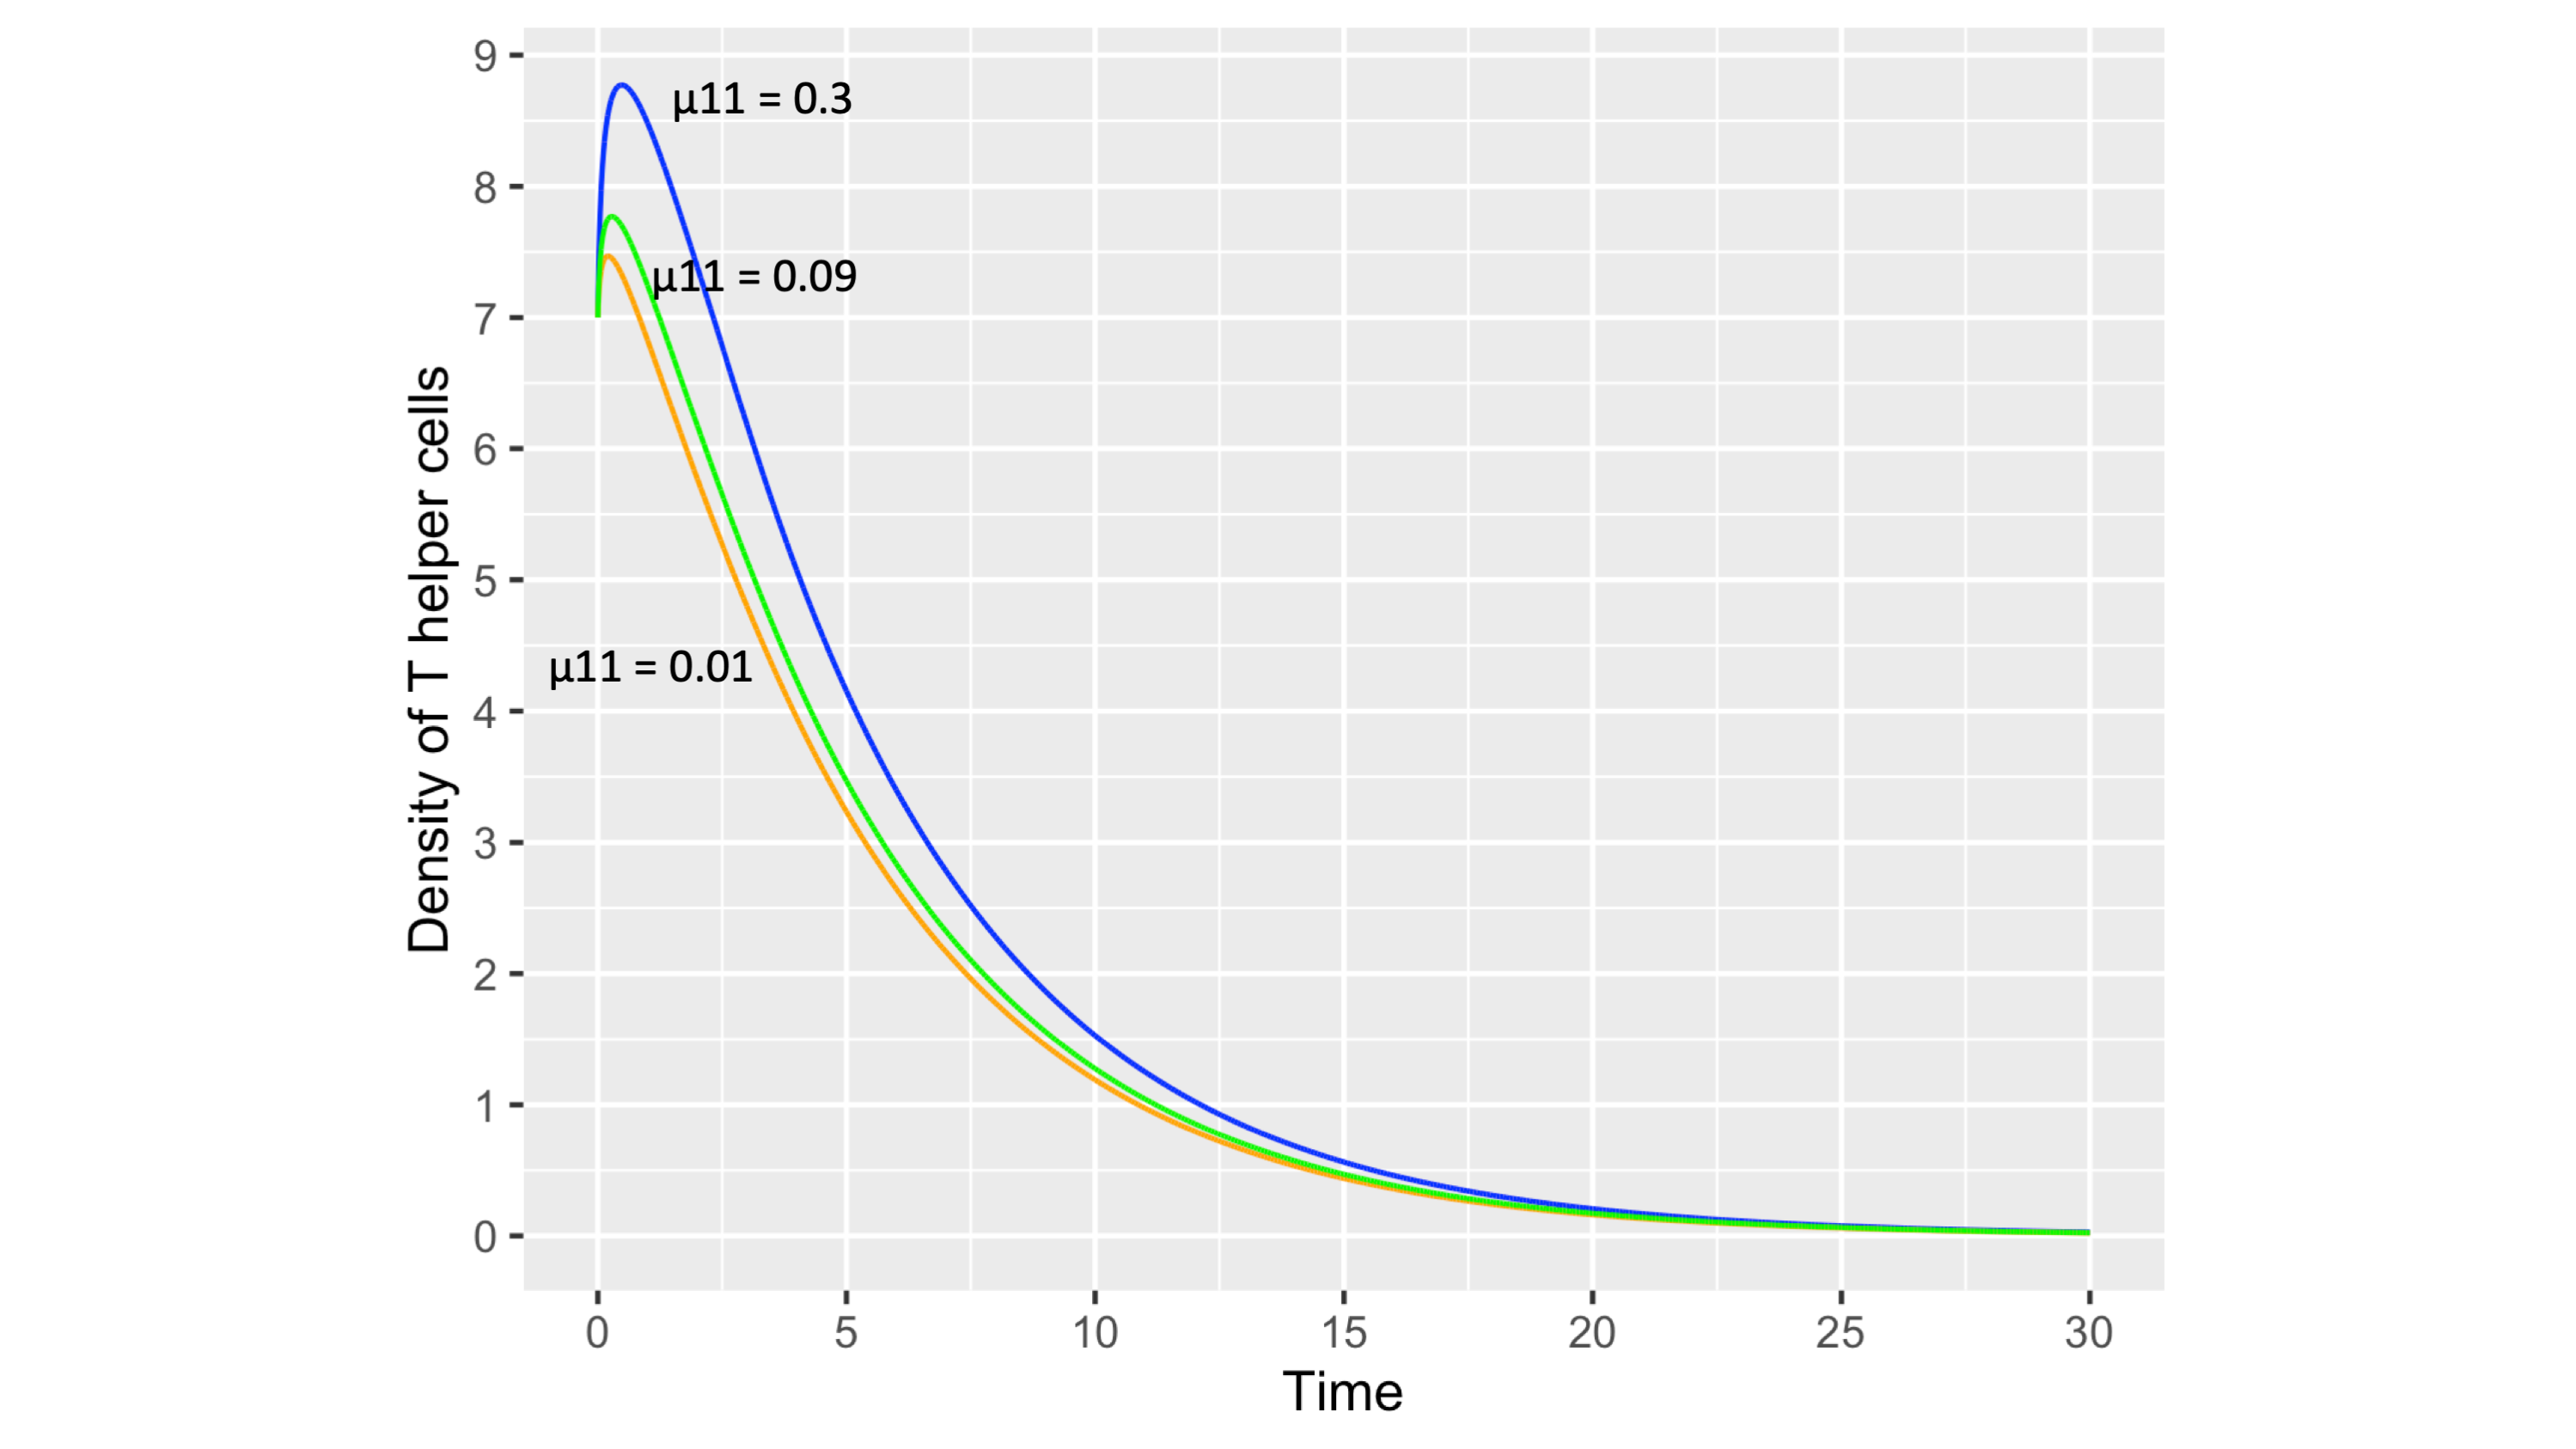 9
µ11 = 0.3
8
µ11 = 0.09
7
6
5
µ11 = 0.01
4
3
2
1
0
Density of T helper cells
0 5 10 15 20 25 30
Time